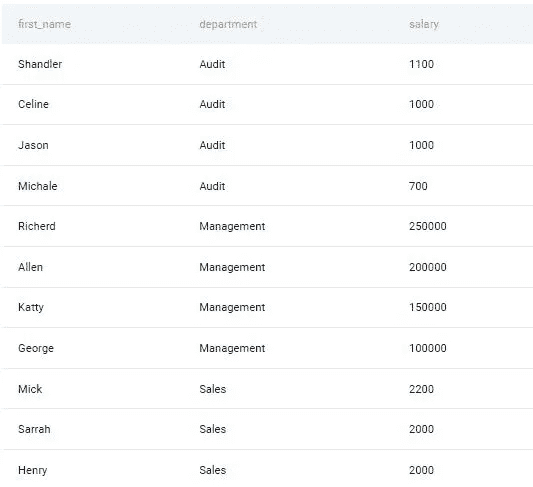 first_name department salary
Shandler Audit 1100
Celine Audit 1000
Jason Audit 1000
Michale Audit 700
Richerd Management 250000
Allen Management 200000
Katty Management 150000
George Management 100000
Mick Sales 2200
Sarrah Sales 2000
Henry Sales 2000